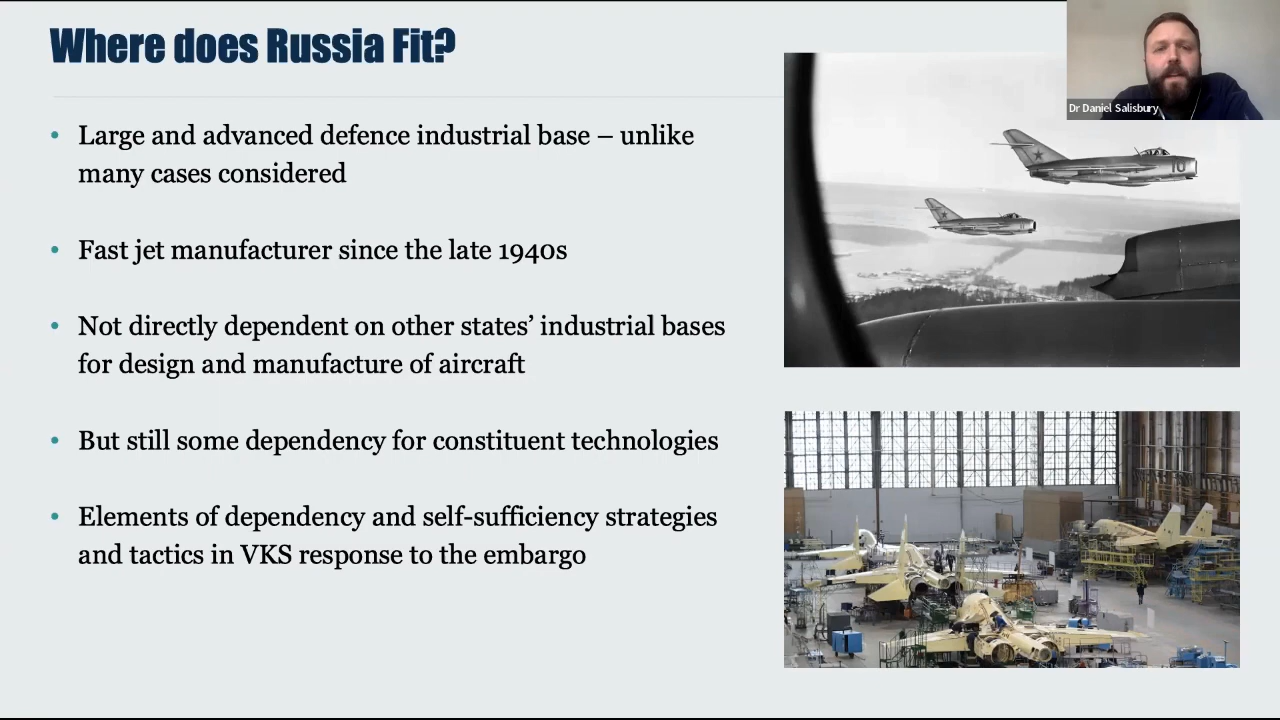 Where does Russia Fit?
Dr Daniel Salisbury
• Large and advanced defence industrial base – unlike
many cases considered
• Fast jet manufacturer since the late 1940s
• Not directly dependent on other states’ industrial bases
for design and manufacture of aircraft
• But still some dependency for constituent technologies
• Elements of dependency and self-sufficiency strategies
and tactics in VKS response to the embargo
10